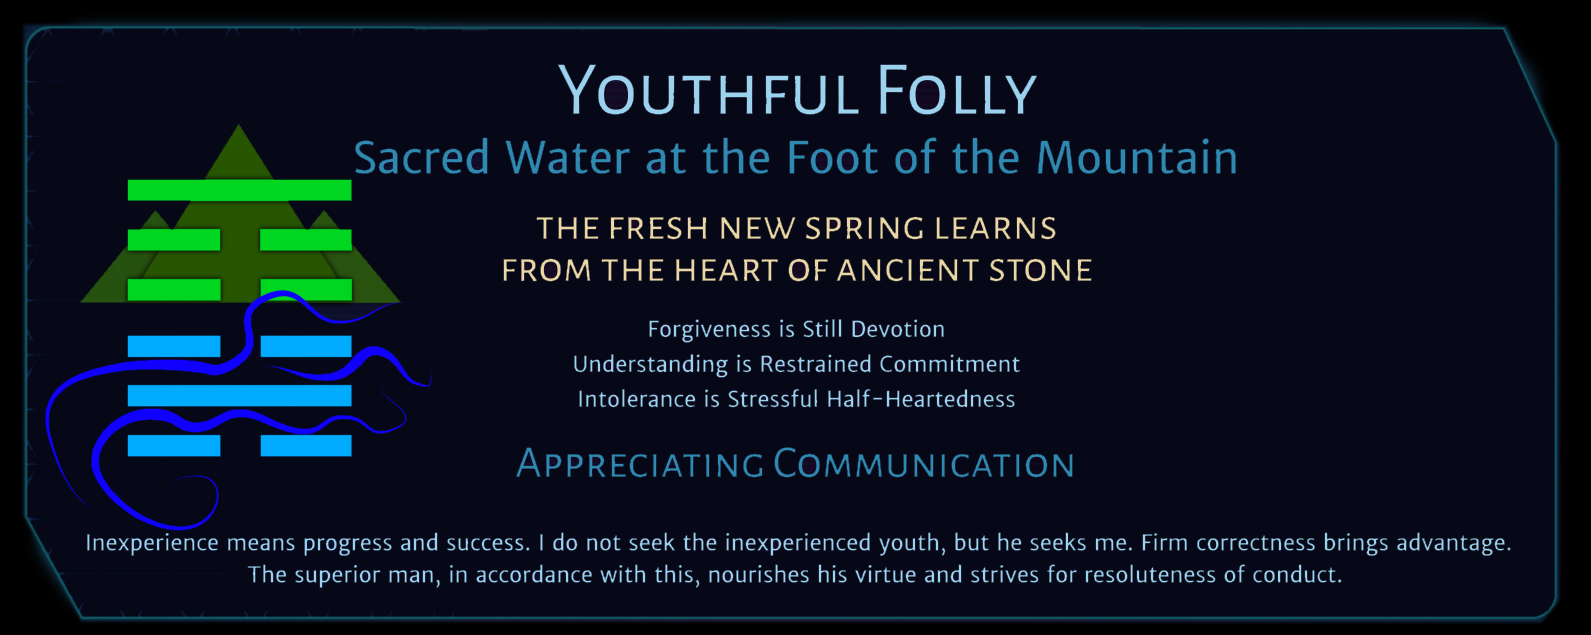 Youthful Folly
Sacred Water at the Foot of the Mountain
THE FRESH NEW SPRING LEARNS
FROM THE HEART OF ANCIENT STONE
Forgiveness is Still Devotion
Understanding is Restrained Commitment
Intolerance is Stressful Half-Heartedness
Appreciating Communication
Inexperience means progress and success. I do not seek the inexperienced youth, but he seeks me. Firm correctness brings advantage.
The superior man, in accordance with this, nourishes his virtue and strives for resoluteness of conduct.